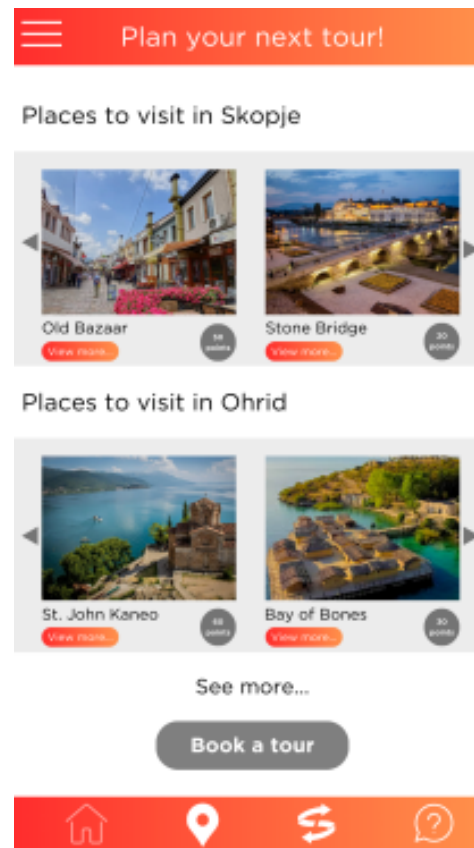 Plan your next tour!
Places to visit in Skopje
Old Bazaar
View more...
points
Stone Bridge
View more...
points
Places to visit in Ohrid
St. John Kaneo
View more...
points
Bay of Bones
View more...
points
See more...
Book a tour
?